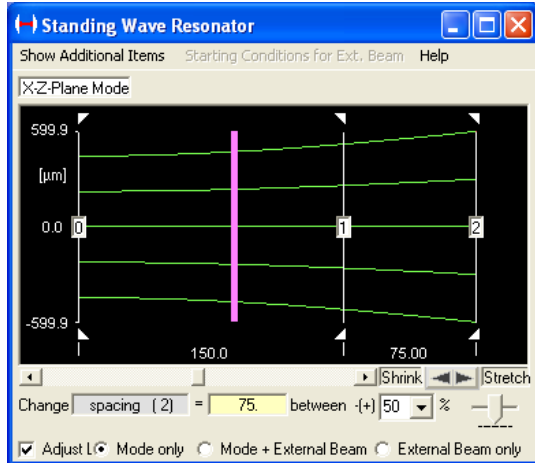 Standing Wave Resonator
Show Additional Items Starting Conditions for Ext. Beam Help
X-Z-Plane Mode
599.9
[µm]
0.0 0 1 2
-599.9
150.0 75.00
Shrink Stretch
Change spacing (2) = 75. between -(+) 50 %
Adjust L Mode only Mode + External Beam External Beam only